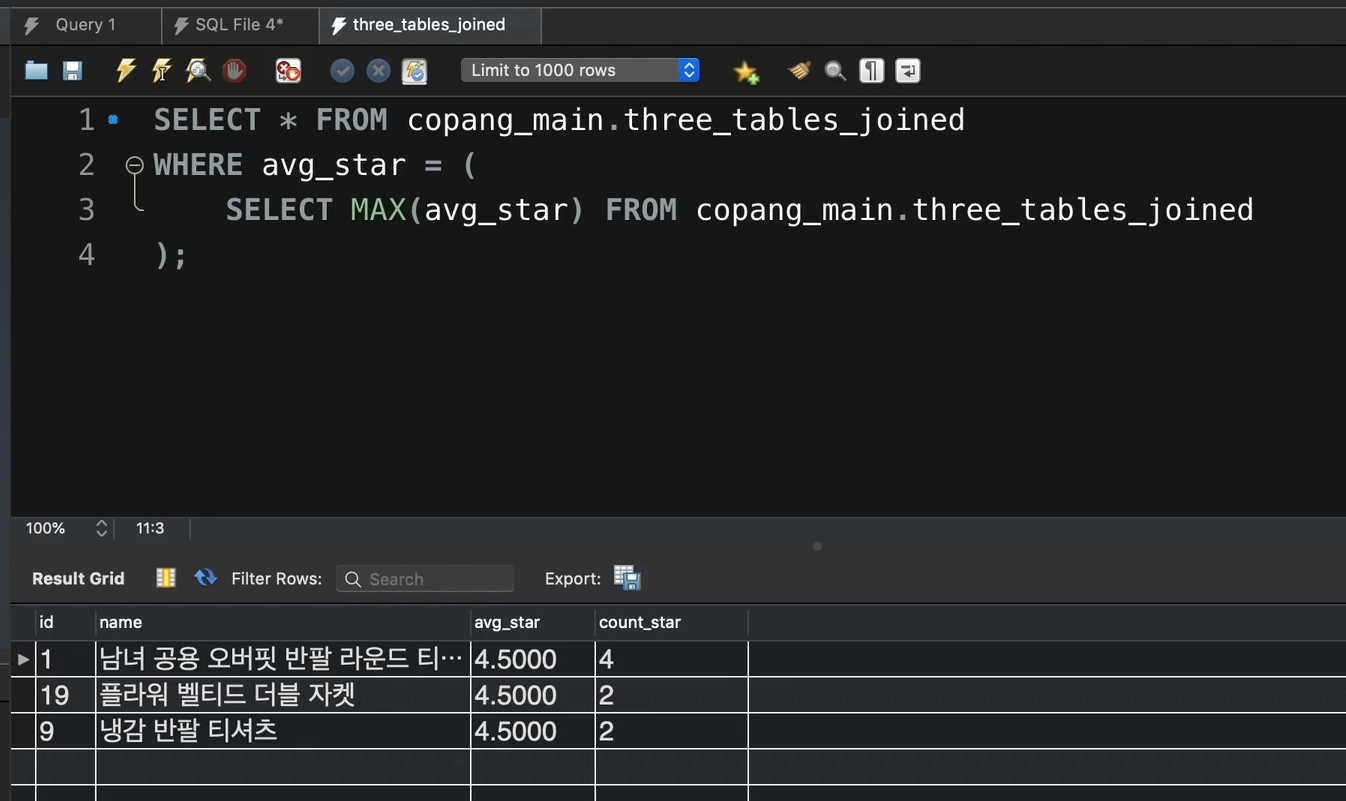 Query 1
SQL File 4*
three_tables_joined
Limit to 1000 rows
1 SELECT * FROM copang_main.three_tables_joined
2 WHERE avg_star = (
3 SELECT MAX(avg_star) FROM copang_main.three_tables_joined
4 );
100% 11:3
Result Grid Filter Rows: Search Export:
id name avg_star count_star
1 남녀 공용 오버핏 반팔 라운드 티… 4.5000 4
19 플라워 벨티드 더블 자켓 4.5000 2
9 냉감 반팔 티셔츠 4.5000 2